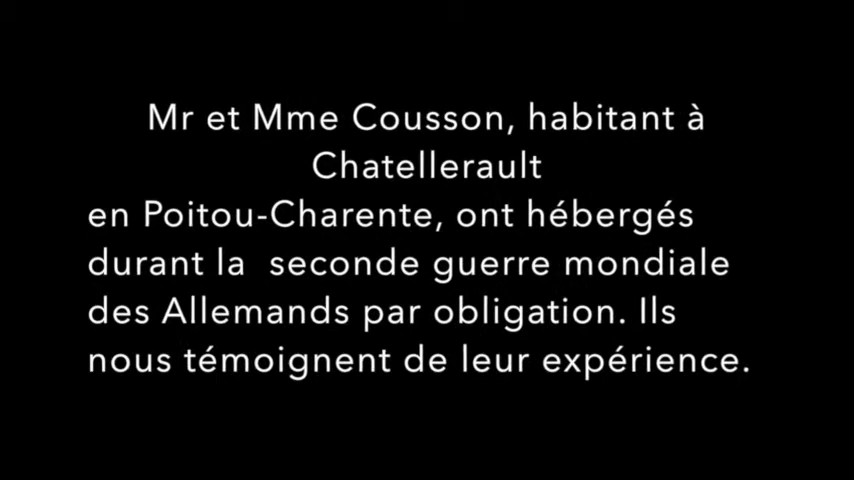 Mr et Mme Cousson, habitant à
Chatellerault
en Poitou-Charente, ont hébergés
durant la  seconde guerre mondiale
des Allemands par obligation. Ils
nous témoignent de leur expérience.